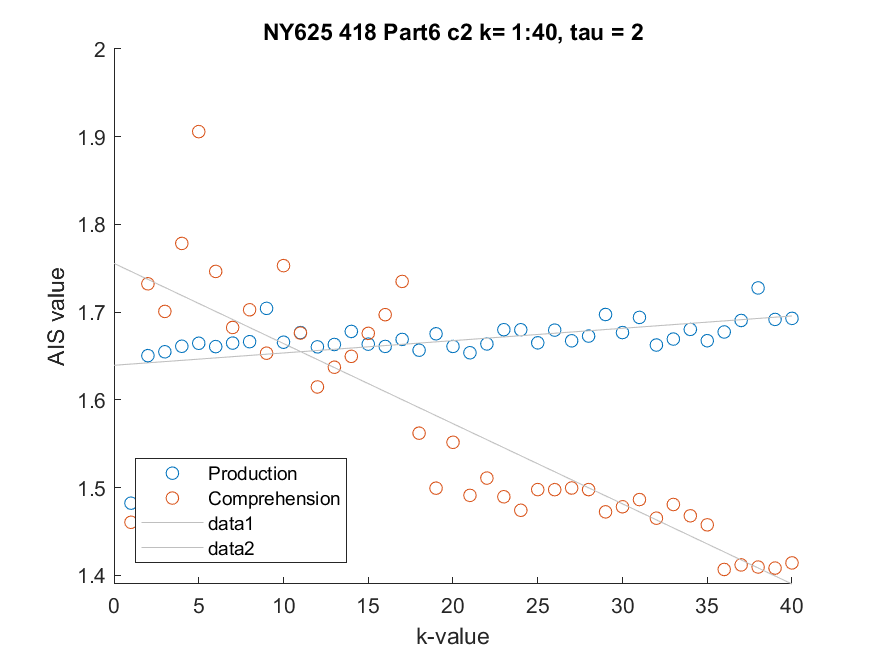 NY625 418 Part6 c2 k= 1:40, tau = 2
AIS value
2
1.9
1.8
1.7
1.6
1.5
1.4
Production
Comprehension
data1
data2
0 5 10 15 20 25 30 35 40
k-value